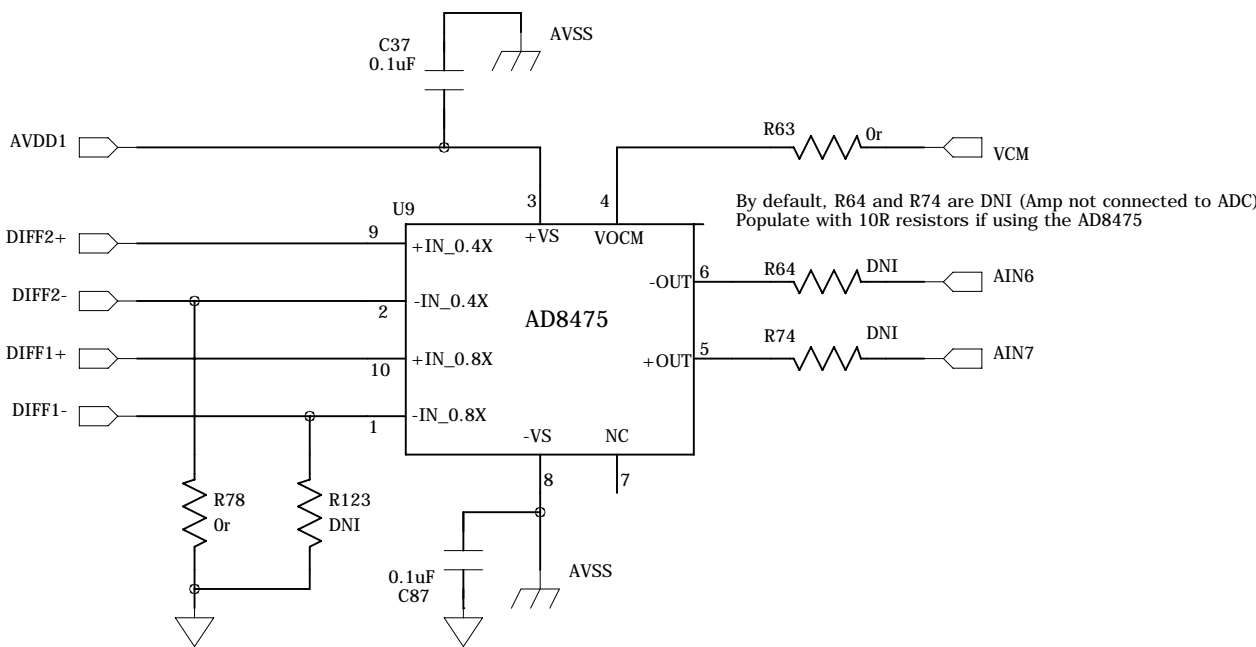 AVSS
C37
0.1uF
AVDD1
R63
0r
VCM
3
4
By default, R64 and R74 are DNI (Amp not connected to ADC)
Populate with 10R resistors if using the AD8475
U9
+VS
VOCM
DIFF2+
9
+IN_0.4X
DIFF2-
2
-IN_0.4X
-OUT
6
R64
DNI
AIN6
AD8475
DIFF1+
10
+IN_0.8X
+OUT
5
R74
DNI
AIN7
DIFF1-
1
-IN_0.8X
-VS
NC
8
7
R78
0r
R123
DNI
0.1uF
C87
AVSS